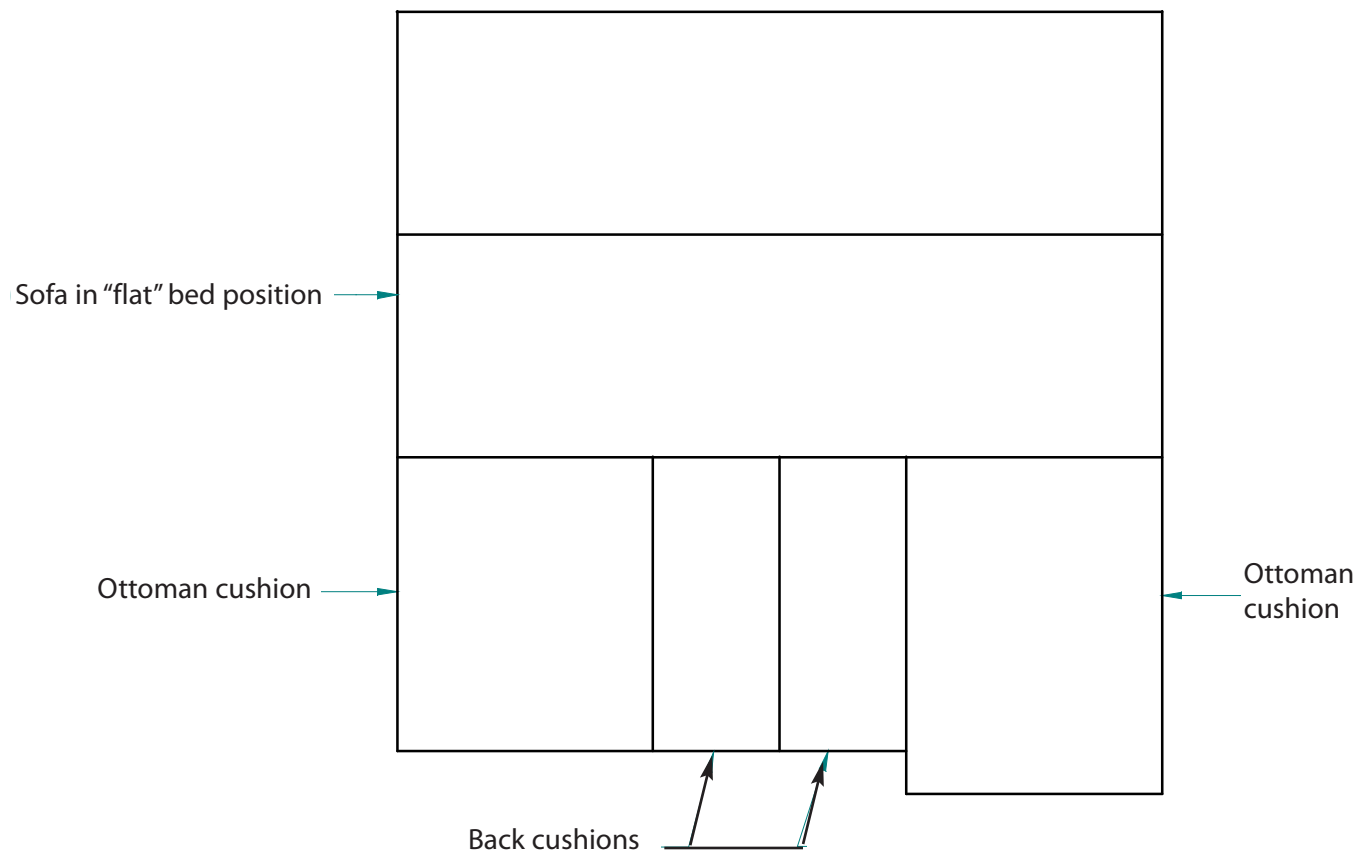 Sofa in “flat” bed position
Ottoman cushion
Ottoman
cushion
Back cushions